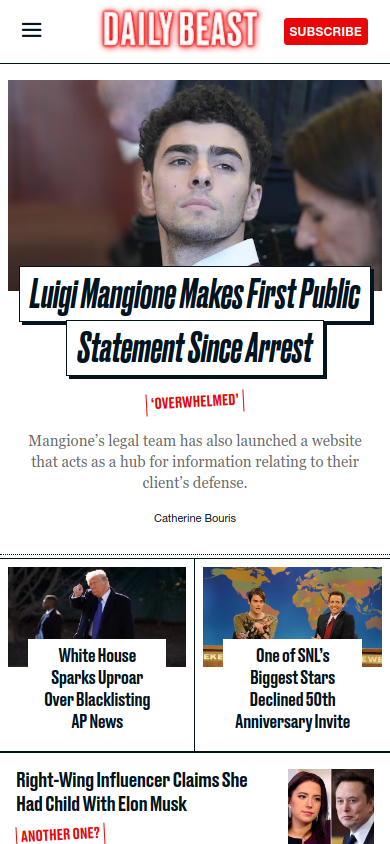 DAILY BEAST
SUBSCRIBE
Luigi Mangione Makes First Public
Statement Since Arrest
‘OVERWHELMED’
Mangione’s legal team has also launched a website
that acts as a hub for information relating to their
client’s defense.
Catherine Bouris
White House
Sparks Uproar
Over Blacklisting
AP News
One of SNL’s
Biggest Stars
Declined 50th
Anniversary Invite
Right-Wing Influencer Claims She
Had Child With Elon Musk
ANOTHER ONE?